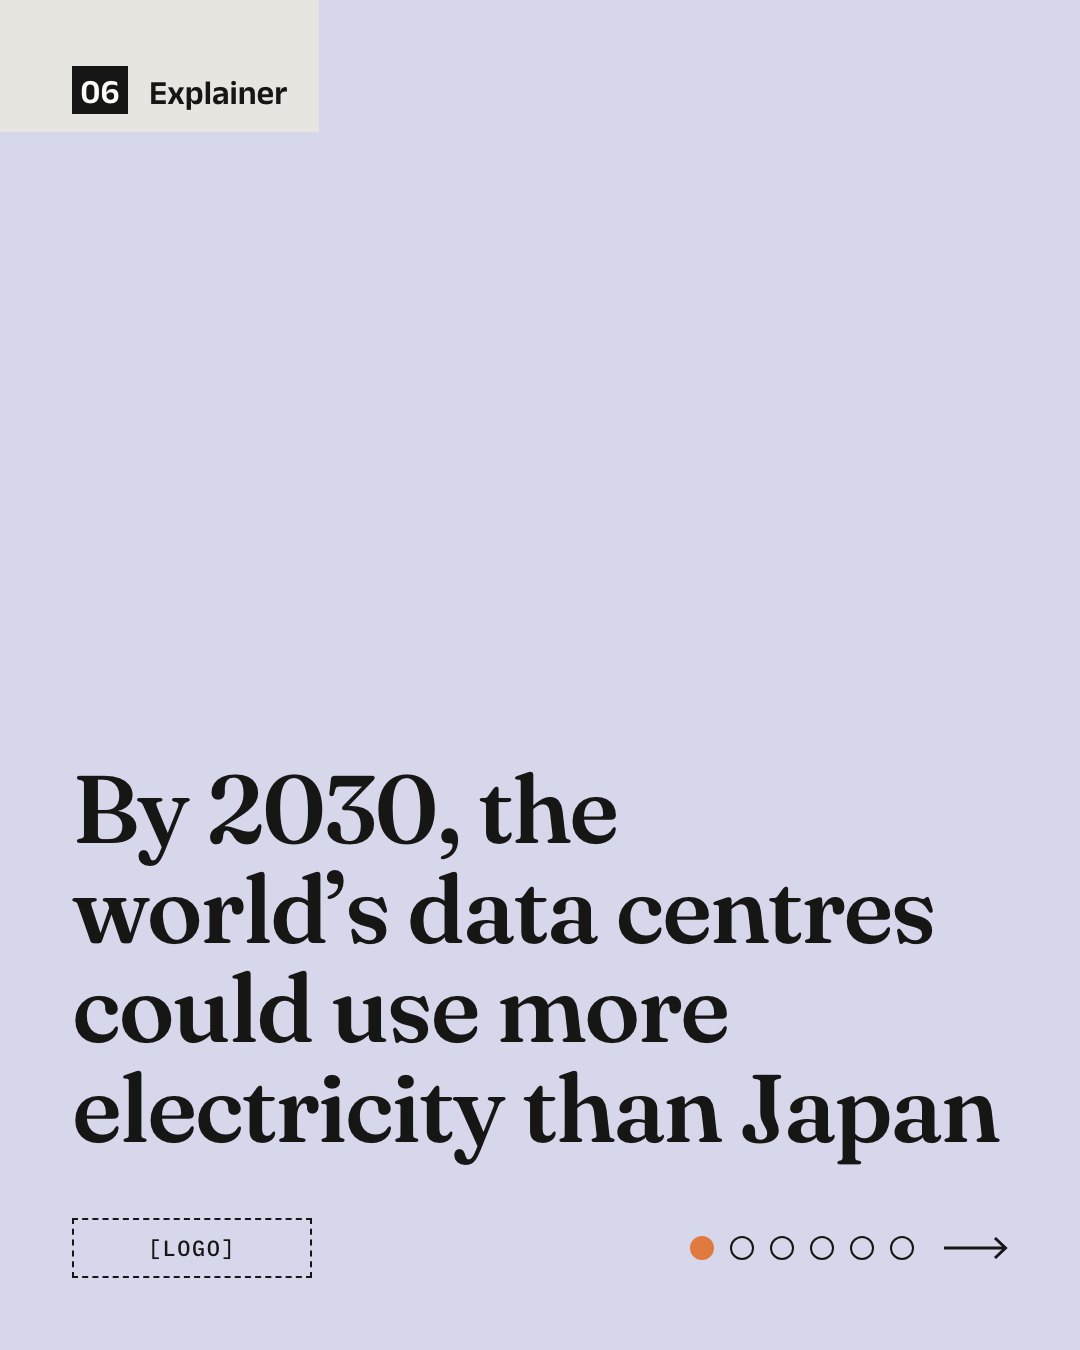 06 Explainer
By 2030, the
world’s data centres
could use more
electricity than Japan
[LOGO]